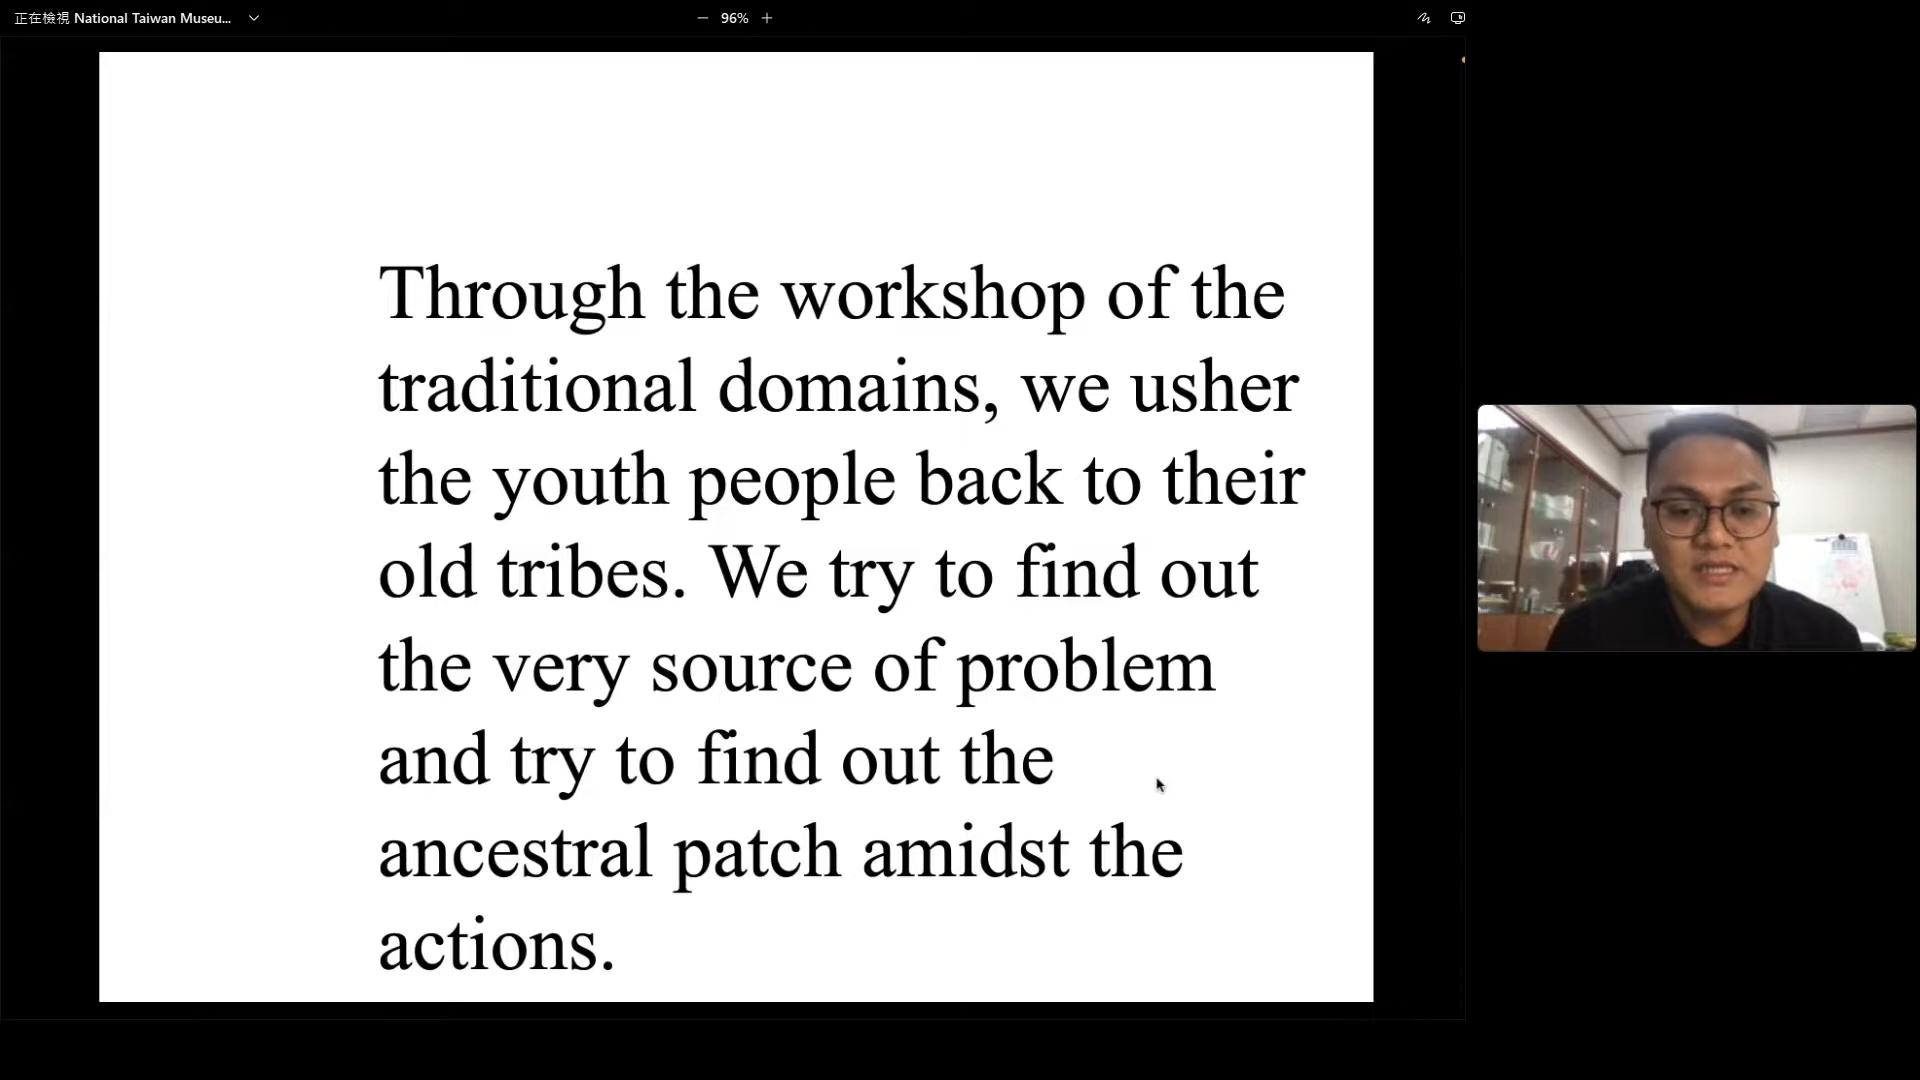 正在檢視 National Taiwan Museu...
96%
Through the workshop of the
traditional domains, we usher
the youth people back to their
old tribes. We try to find out
the very source of problem
and try to find out the
ancestral patch amidst the
actions.